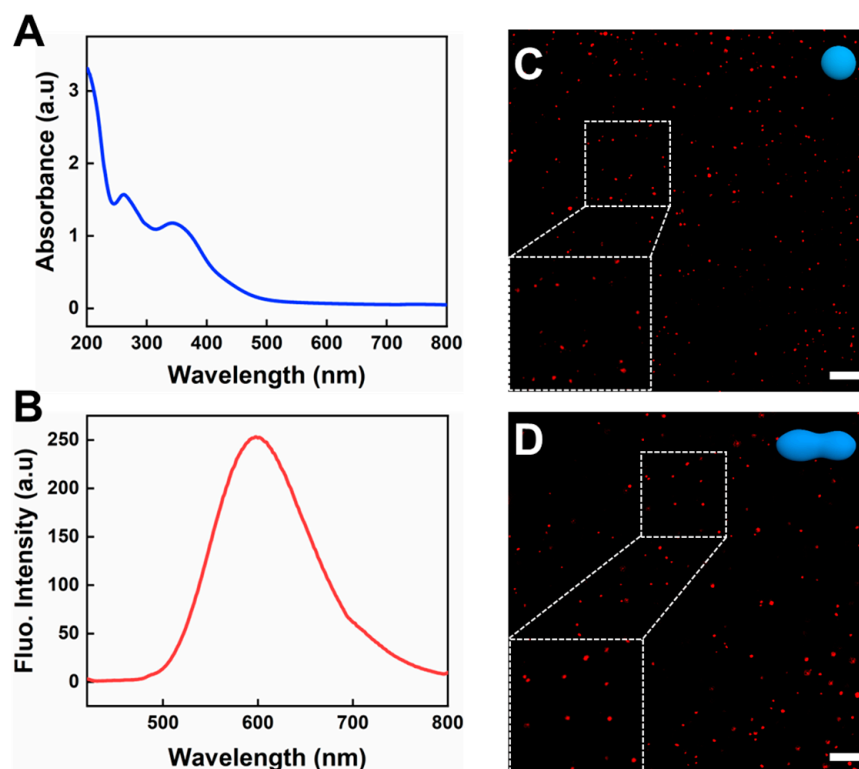 A
Absorbance (a.u)
3
2
1
0
200 300 400 500 600 700 800
Wavelength (nm)
B
Fluo. Intensity (a.u)
250
200
150
100
50
0
500 600 700 800
Wavelength (nm)
C
D